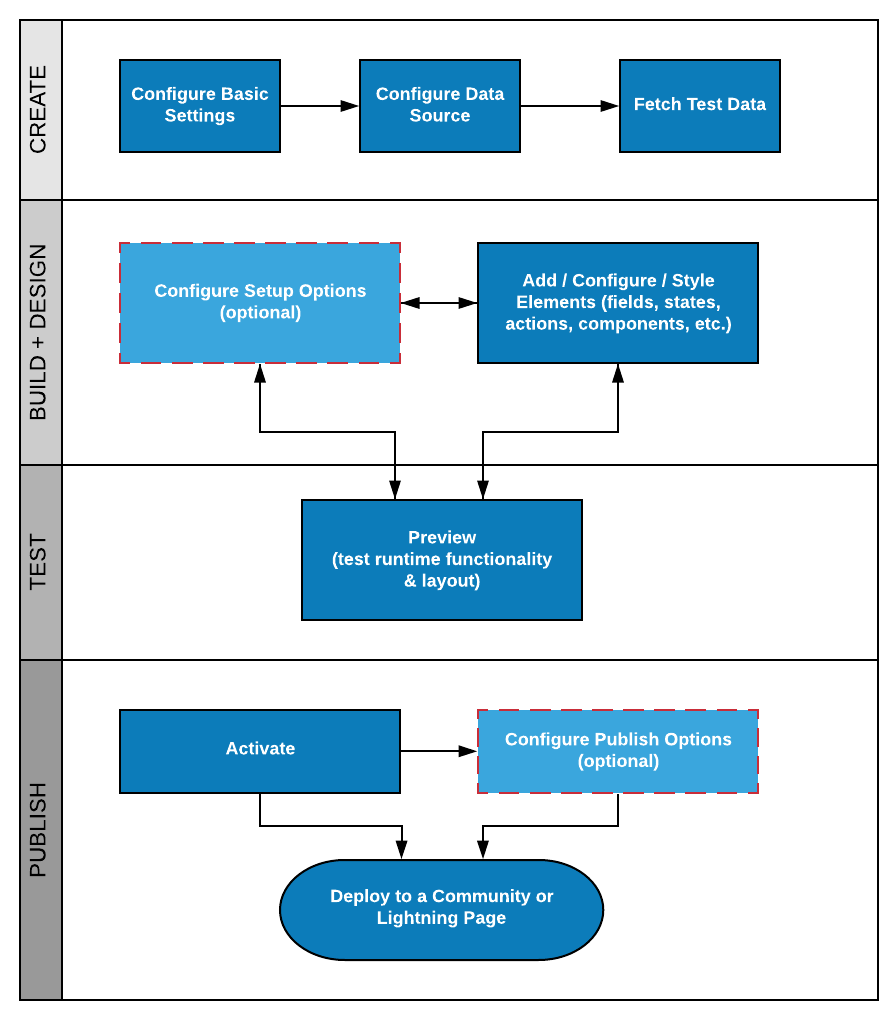 CREATE
Configure Basic
Settings
Configure Data
Source
Fetch Test Data
BUILD + DESIGN
Configure Setup Options
(optional)
Add / Configure / Style
Elements (fields, states,
actions, components, etc.)
TEST
Preview
(test runtime functionality
& layout)
PUBLISH
Activate
Configure Publish Options
(optional)
Deploy to a Community or
Lightning Page